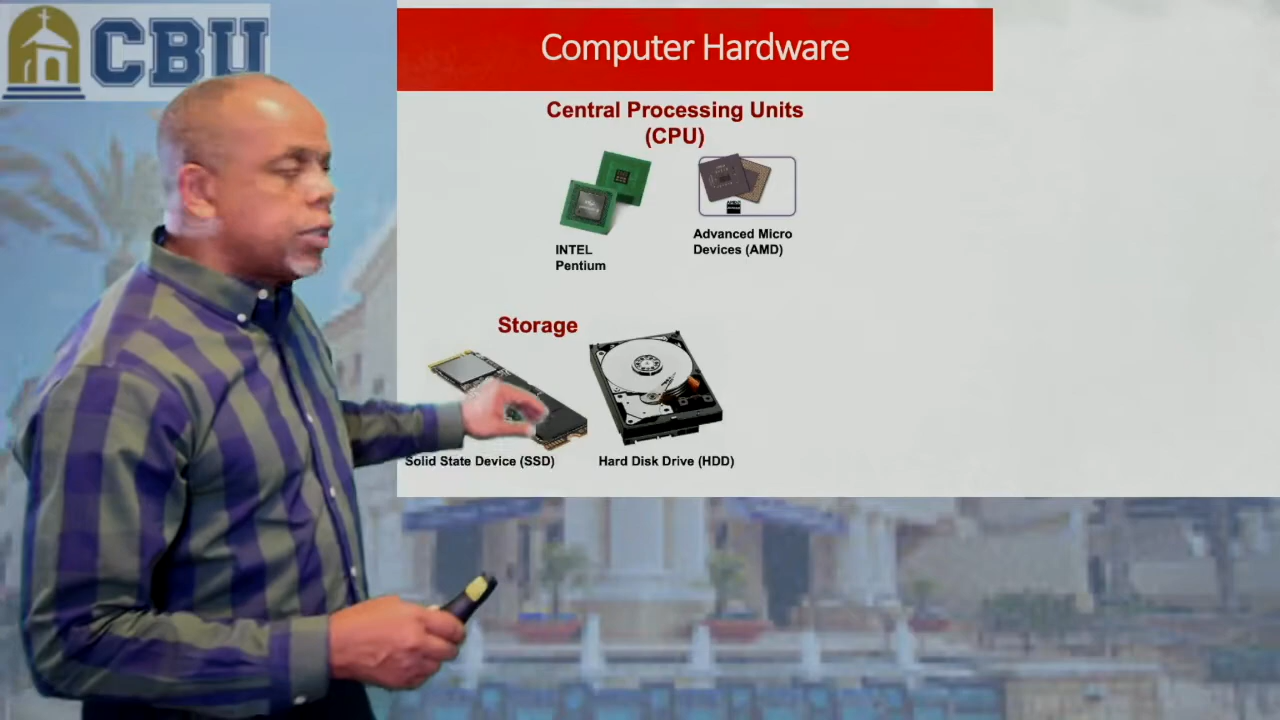 CBU
Computer Hardware
Central Processing Units
(CPU)
INTEL
Pentium
Advanced Micro
Devices (AMD)
Storage
Solid State Device (SSD)
Hard Disk Drive (HDD)